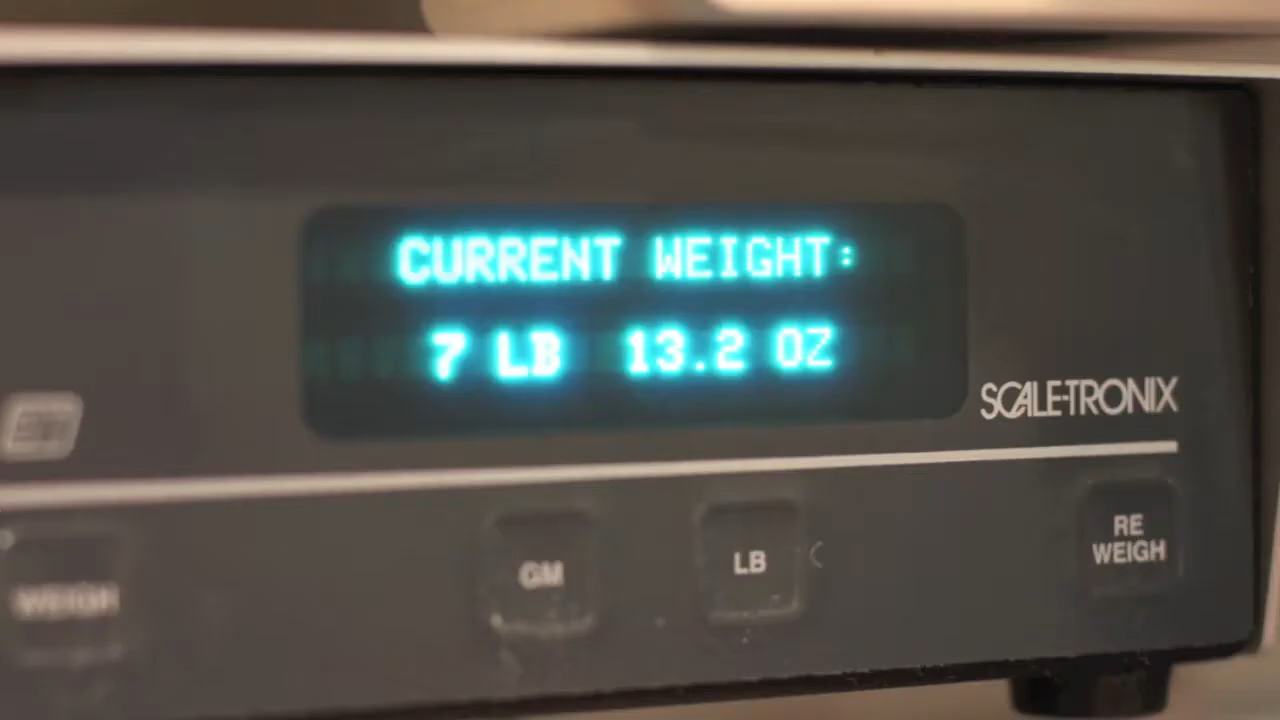 CURRENT WEIGHT:
7 LB 13.2 OZ
SCALE-TRONIX
WEIGH
GM
LB
RE
WEIGH